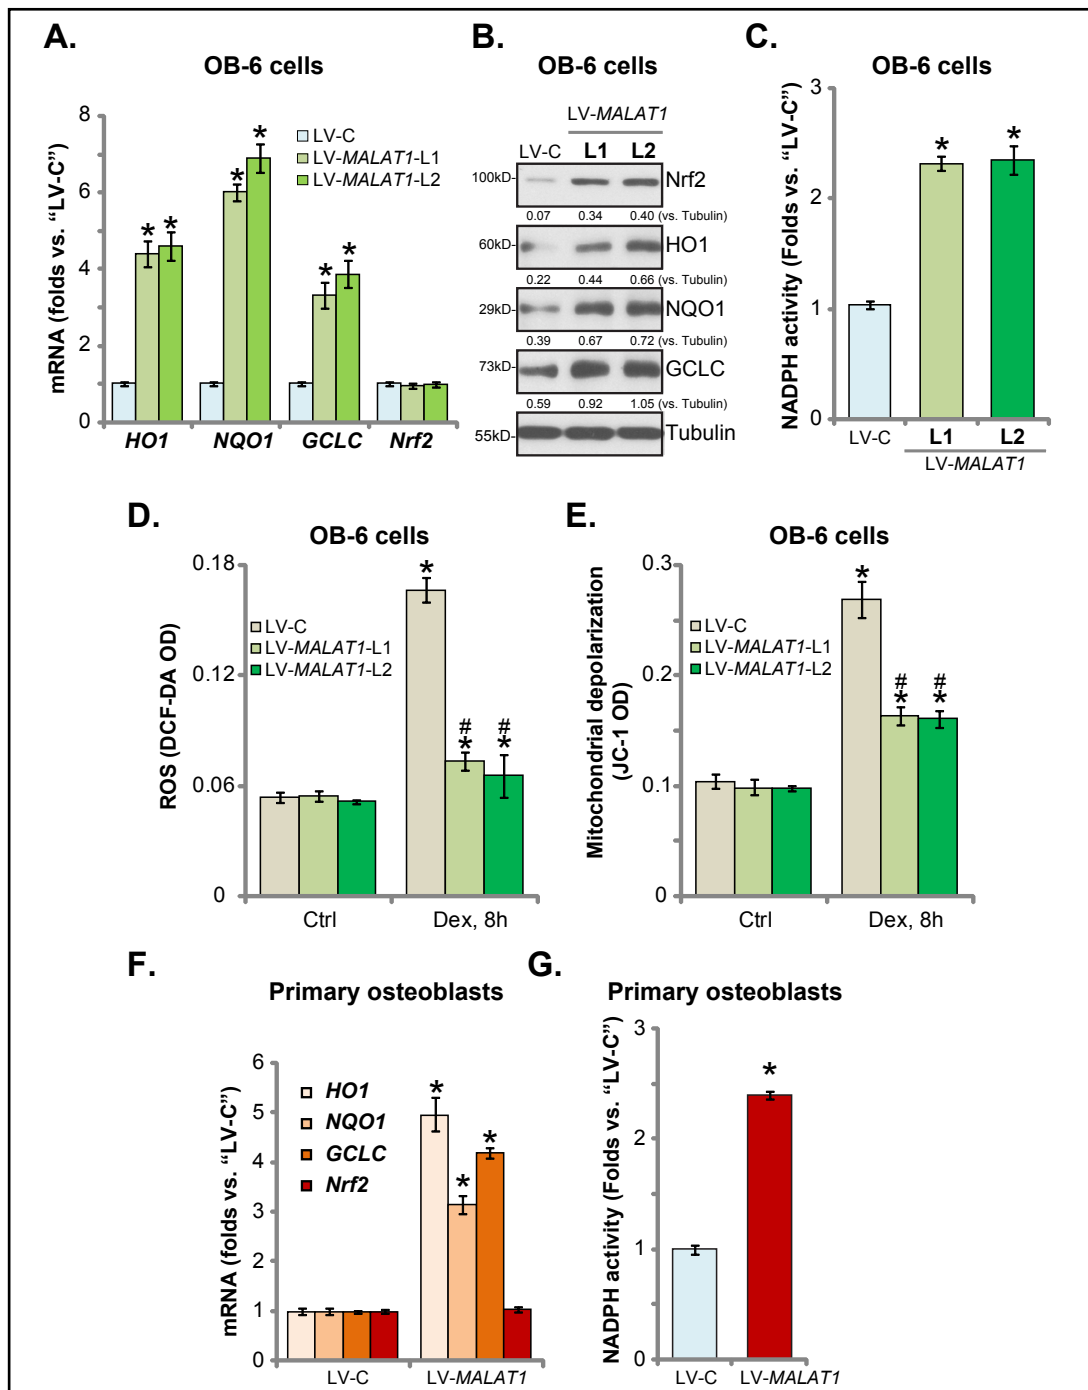 A.
OB-6 cells
mRNA (folds vs. “LV-C”)
8
6
4
2
0
*
*
*
*
*
*
LV-C
LV-MALAT1-L1
LV-MALAT1-L2
HO1 NQO1 GCLC Nrf2
B.
OB-6 cells
LV-MALAT1
LV-C L1 L2
100kD- Nrf2
0.07 0.34 0.40 (vs. Tubulin)
60kD- HO1
0.22 0.44 0.66 (vs. Tubulin)
29kD- NQO1
0.39 0.67 0.72 (vs. Tubulin)
73kD- GCLC
0.59 0.92 1.05 (vs. Tubulin)
55kD- Tubulin
C.
OB-6 cells
NADPH activity (Folds vs. “LV-C”)
3
2
1
0
*
*
LV-C L1 L2
LV-MALAT1
D.
OB-6 cells
ROS (DCF-DA OD)
0.18
0.12
0.06
0
LV-C
LV-MALAT1-L1
LV-MALAT1-L2
*
# #
* *
Ctrl Dex, 8h
E.
OB-6 cells
Mitochondrial depolarization
(JC-1 OD)
0.3
0.2
0.1
0
LV-C
LV-MALAT1-L1
LV-MALAT1-L2
*
# #
* *
Ctrl Dex, 8h
F.
Primary osteoblasts
mRNA (folds vs. “LV-C”)
6
5
4
3
2
1
0
HO1
NQO1
GCLC
Nrf2
*
*
*
LV-C LV-MALAT1
G.
Primary osteoblasts
NADPH activity (Folds vs. “LV-C”)
3
2
1
0
*
LV-C LV-MALAT1